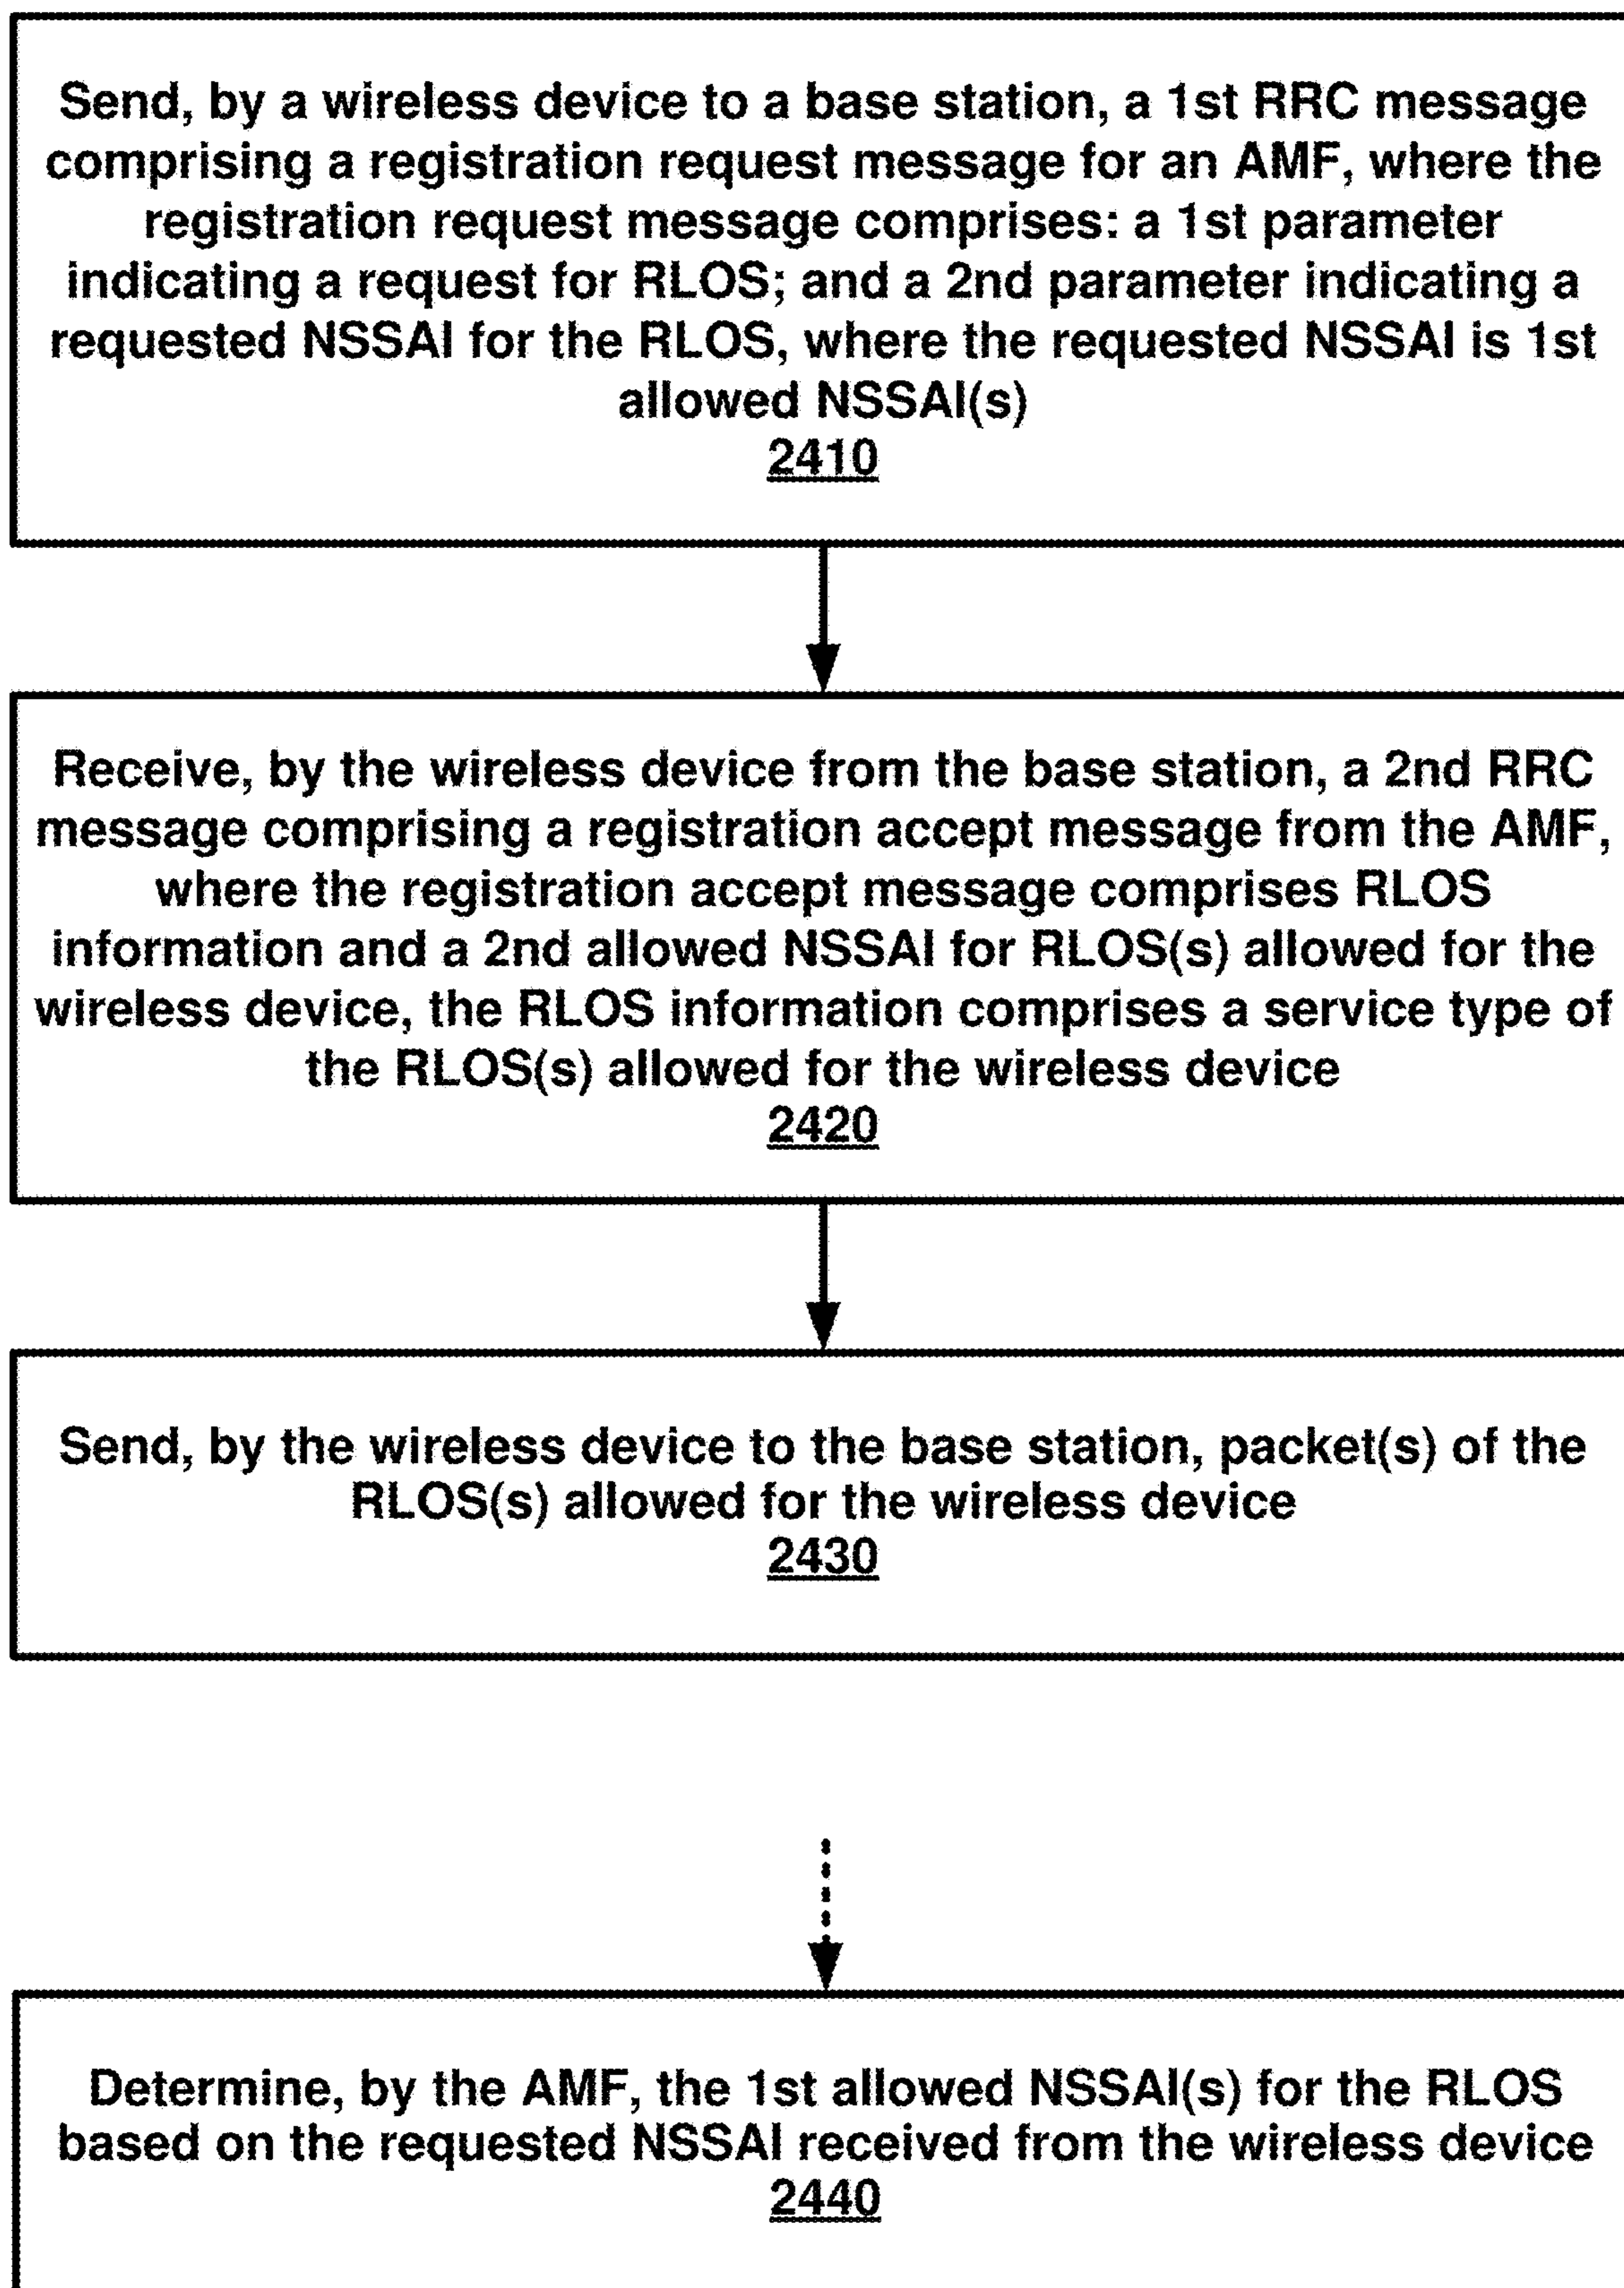 Send, by a wireless device to a base station, a 1st RRC message
comprising a registration request message for an AMF, where the
registration request message comprises: a 1st parameter
indicating a request for RLOS; and a 2nd parameter indicating a
requested NSSAI for the RLOS, where the requested NSSAI is 1st
allowed NSSAI(s)
2410
Receive, by the wireless device from the base station, a 2nd RRC
message comprising a registration accept message from the AMF,
where the registration accept message comprises RLOS
information and a 2nd allowed NSSAI for RLOS(s) allowed for the
wireless device, the RLOS information comprises a service type of
the RLOS(s) allowed for the wireless device
2420
Send, by the wireless device to the base station, packet(s) of the
RLOS(s) allowed for the wireless device
2430
Determine, by the AMF, the 1st allowed NSSAI(s) for the RLOS
based on the requested NSSAI received from the wireless device
2440